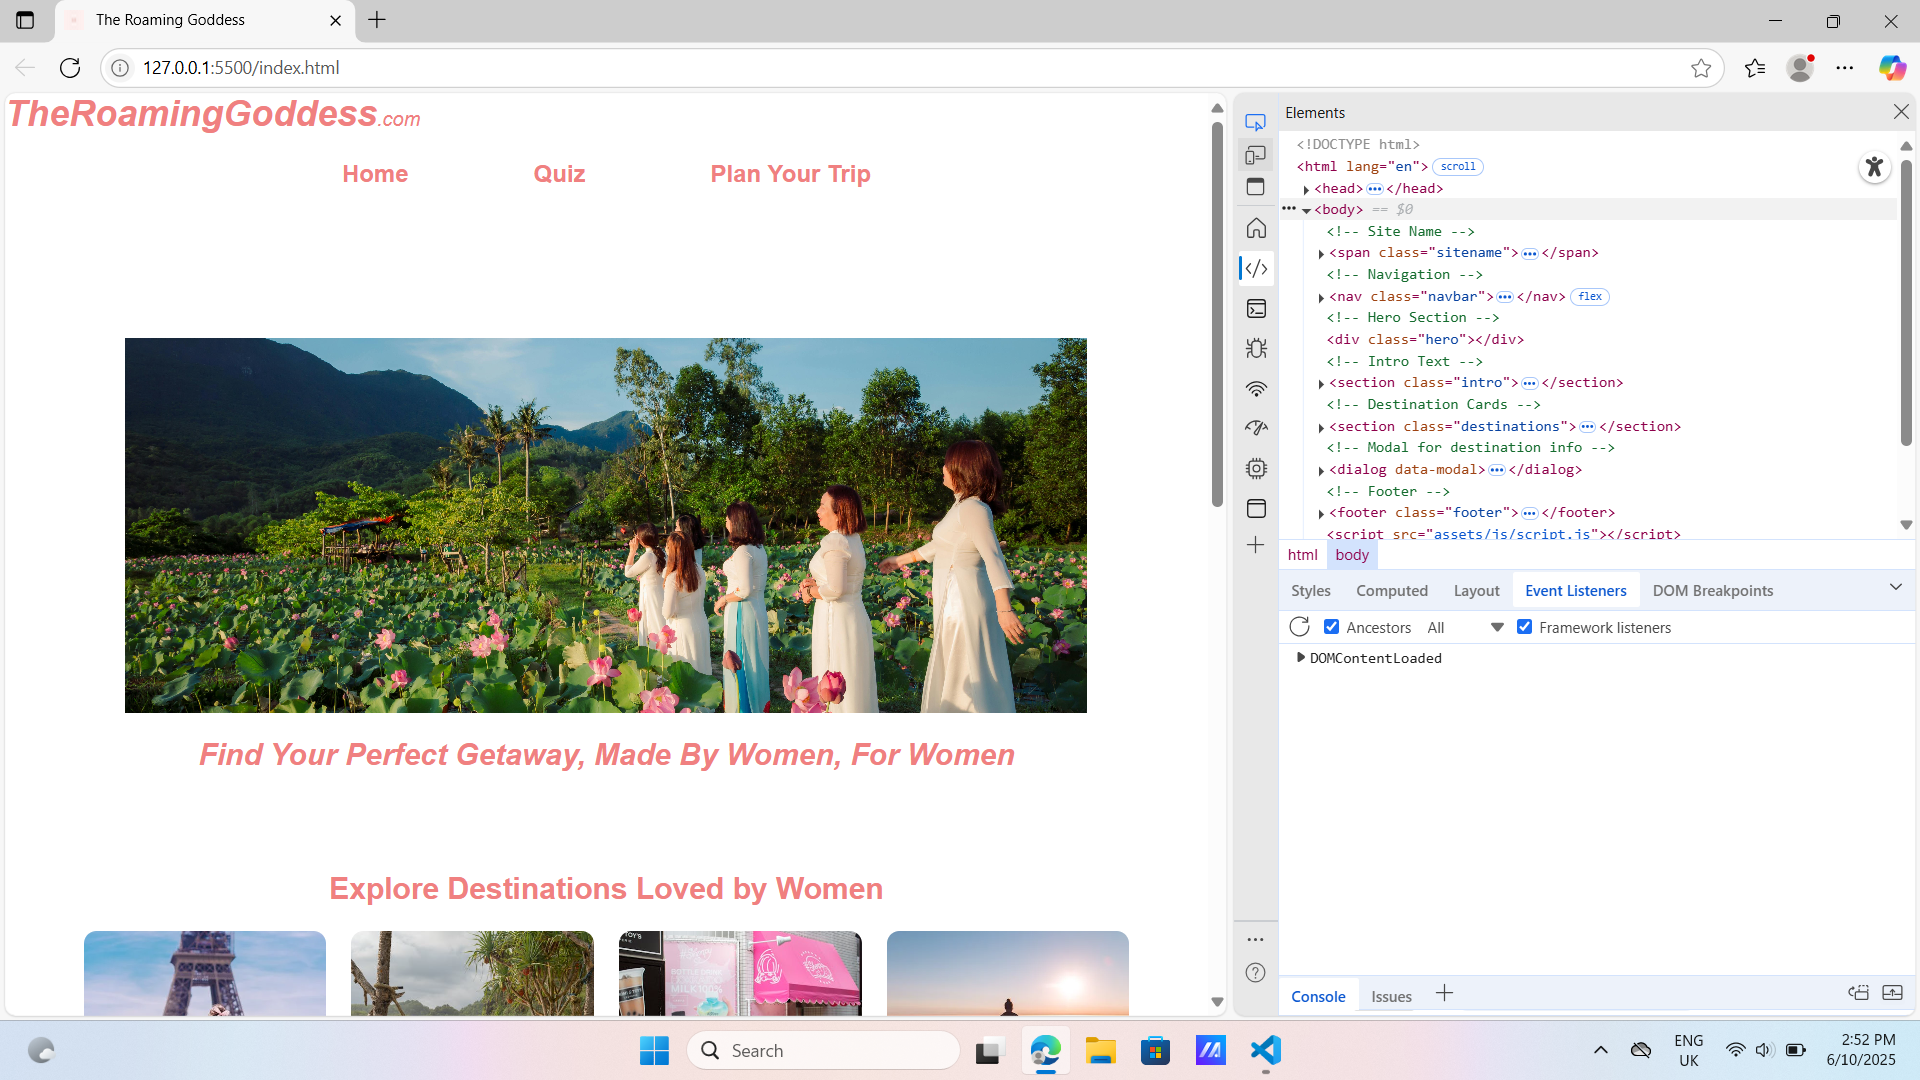 The Roaming Goddess
127.0.0.1:5500/index.html
TheRoamingGoddess.com
Home Quiz Plan Your Trip
Find Your Perfect Getaway, Made By Women, For Women
Explore Destinations Loved by Women
Elements
<!DOCTYPE html>
<html lang="en"> scroll
<head> ••• </head>
••• <body> == $0
<!-- Site Name -->
<span class="sitename"> ••• </span>
<!-- Navigation -->
<nav class="navbar"> ••• </nav> flex
<!-- Hero Section -->
<div class="hero"></div>
<!-- Intro Text -->
<section class="intro"> ••• </section>
<!-- Destination Cards -->
<section class="destinations"> ••• </section>
<!-- Modal for destination info -->
<dialog data-modal> ••• </dialog>
<!-- Footer -->
<footer class="footer"> ••• </footer>
<script src="assets/js/script.js"></script>
html body
Styles Computed Layout Event Listeners DOM Breakpoints
Ancestors All Framework listeners
DOMContentLoaded
Console Issues
Search
ENG
UK
2:52 PM
6/10/2025